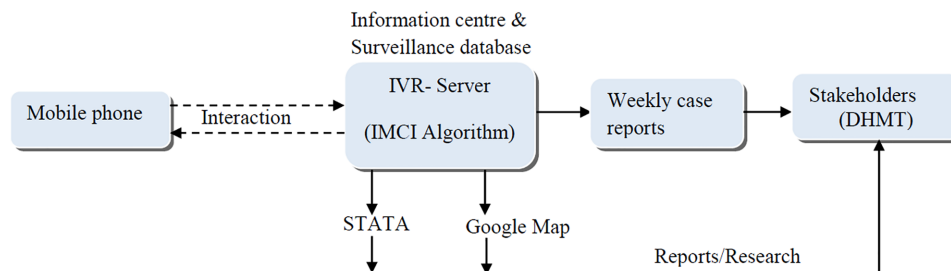 Information centre &
Surveillance database
Mobile phone
Interaction
IVR- Server
(IMCI Algorithm)
Weekly case
reports
Stakeholders
(DHMT)
STATA
Google Map
Reports/Research